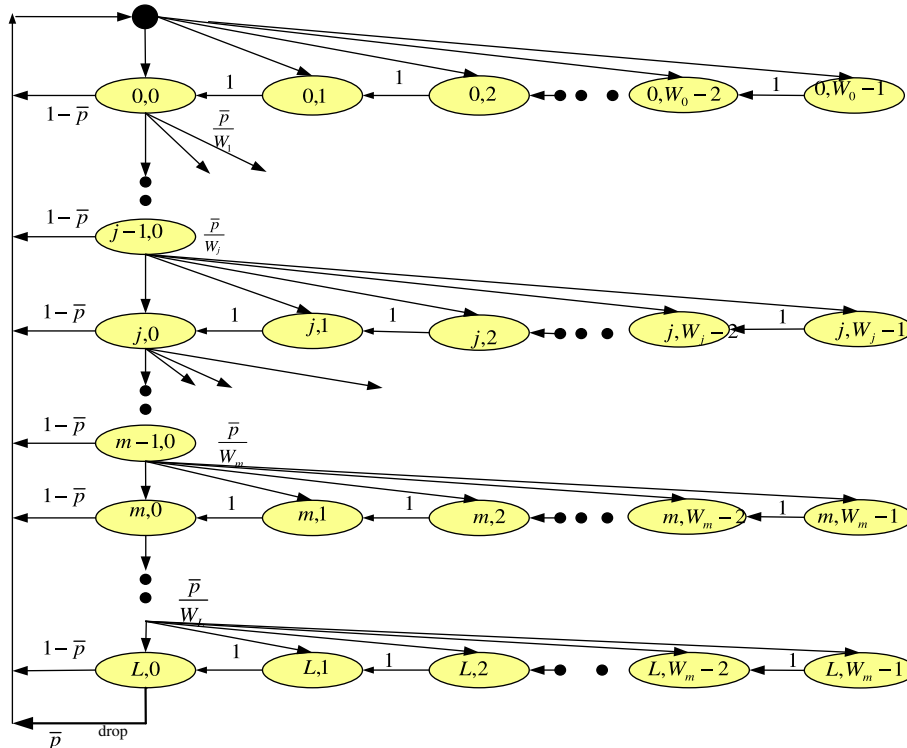 0,0 1 0,1 1 0,2 0,W₀−2 1 0,W₀−1
1−p̅
p̅/W₁
1−p̅ j−1,0 p̅/Wⱼ
1−p̅ j,0 1 j,1 1 j,2 j,Wⱼ−2 1 j,Wⱼ−1
1−p̅ m−1,0 p̅/Wₘ
1−p̅ m,0 1 m,1 1 m,2 m,Wₘ−2 1 m,Wₘ−1
p̅/W_L
1−p̅ L,0 1 L,1 1 L,2 L,Wₘ−2 1 L,Wₘ−1
p̅ drop